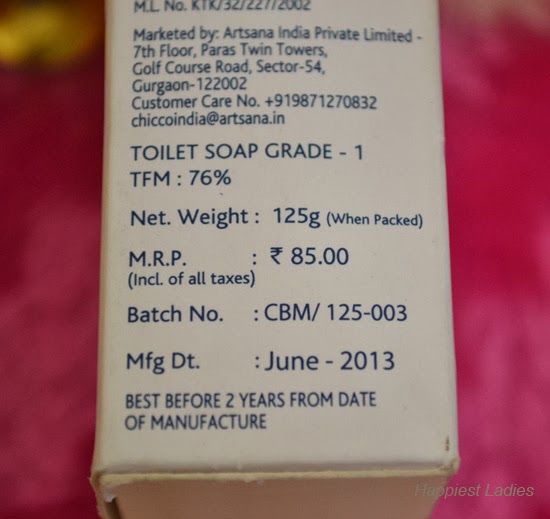 M.L. No. KTK/32/227/2002
Marketed by: Artsana India Private Limited -
7th Floor, Paras Twin Towers,
Golf Course Road, Sector-54,
Gurgaon-122002
Customer Care No. +919871270832
chiccoindia@artsana.in
TOILET SOAP GRADE - 1
TFM : 76%
Net. Weight : 125g (When Packed)
M.R.P. : ₹ 85.00
(Incl. of all taxes)
Batch No. : CBM/ 125-003
Mfg Dt. : June - 2013
BEST BEFORE 2 YEARS FROM DATE
OF MANUFACTURE
Happiest Ladies